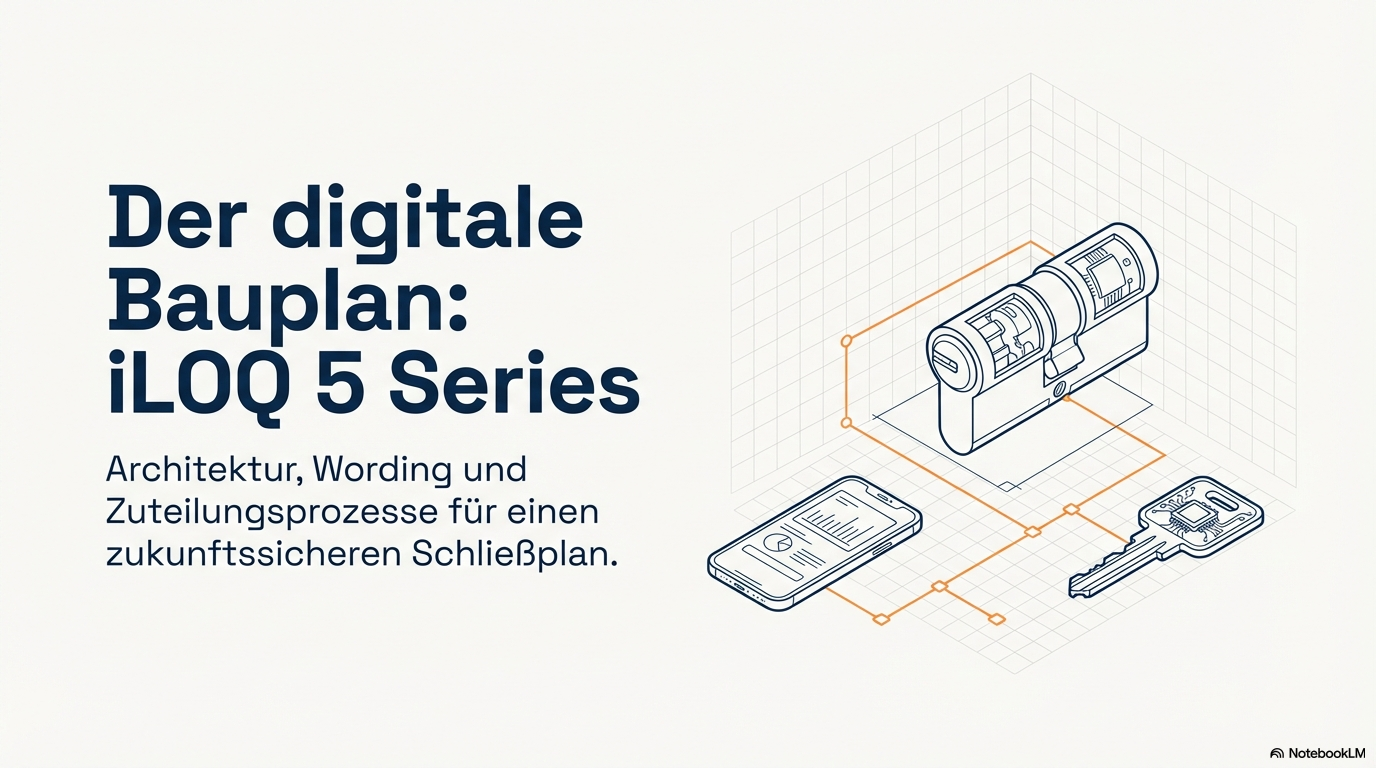 Der digitale
Bauplan:
iLOQ 5 Series
Architektur, Wording und
Zuteilungsprozesse für einen
zukunftssicheren Schließplan.
NotebookLM